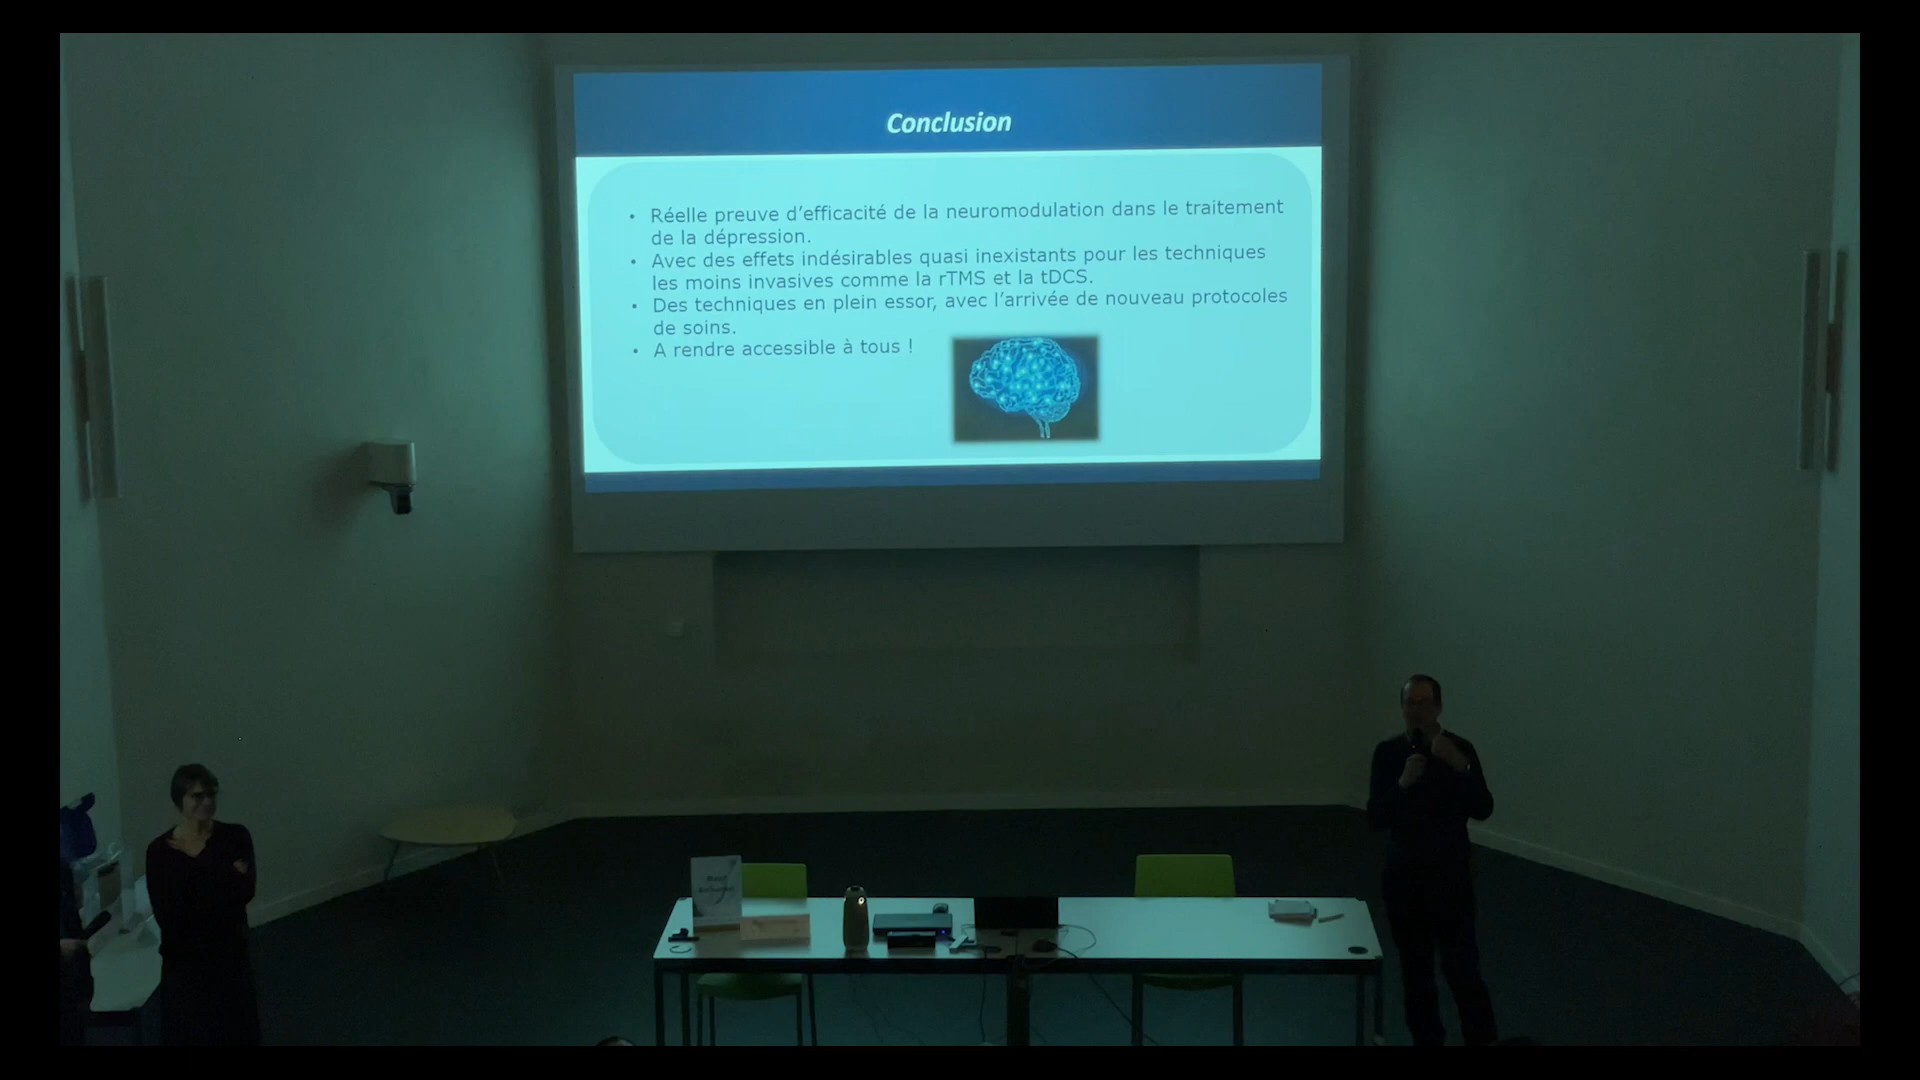 Conclusion
• Réelle preuve d'efficacité de la neuromodulation dans le traitement
de la dépression.
• Avec des effets indésirables quasi inexistants pour les techniques
les moins invasives comme la rTMS et la tDCS.
• Des techniques en plein essor, avec l'arrivée de nouveau protocoles
de soins.
• A rendre accessible à tous !